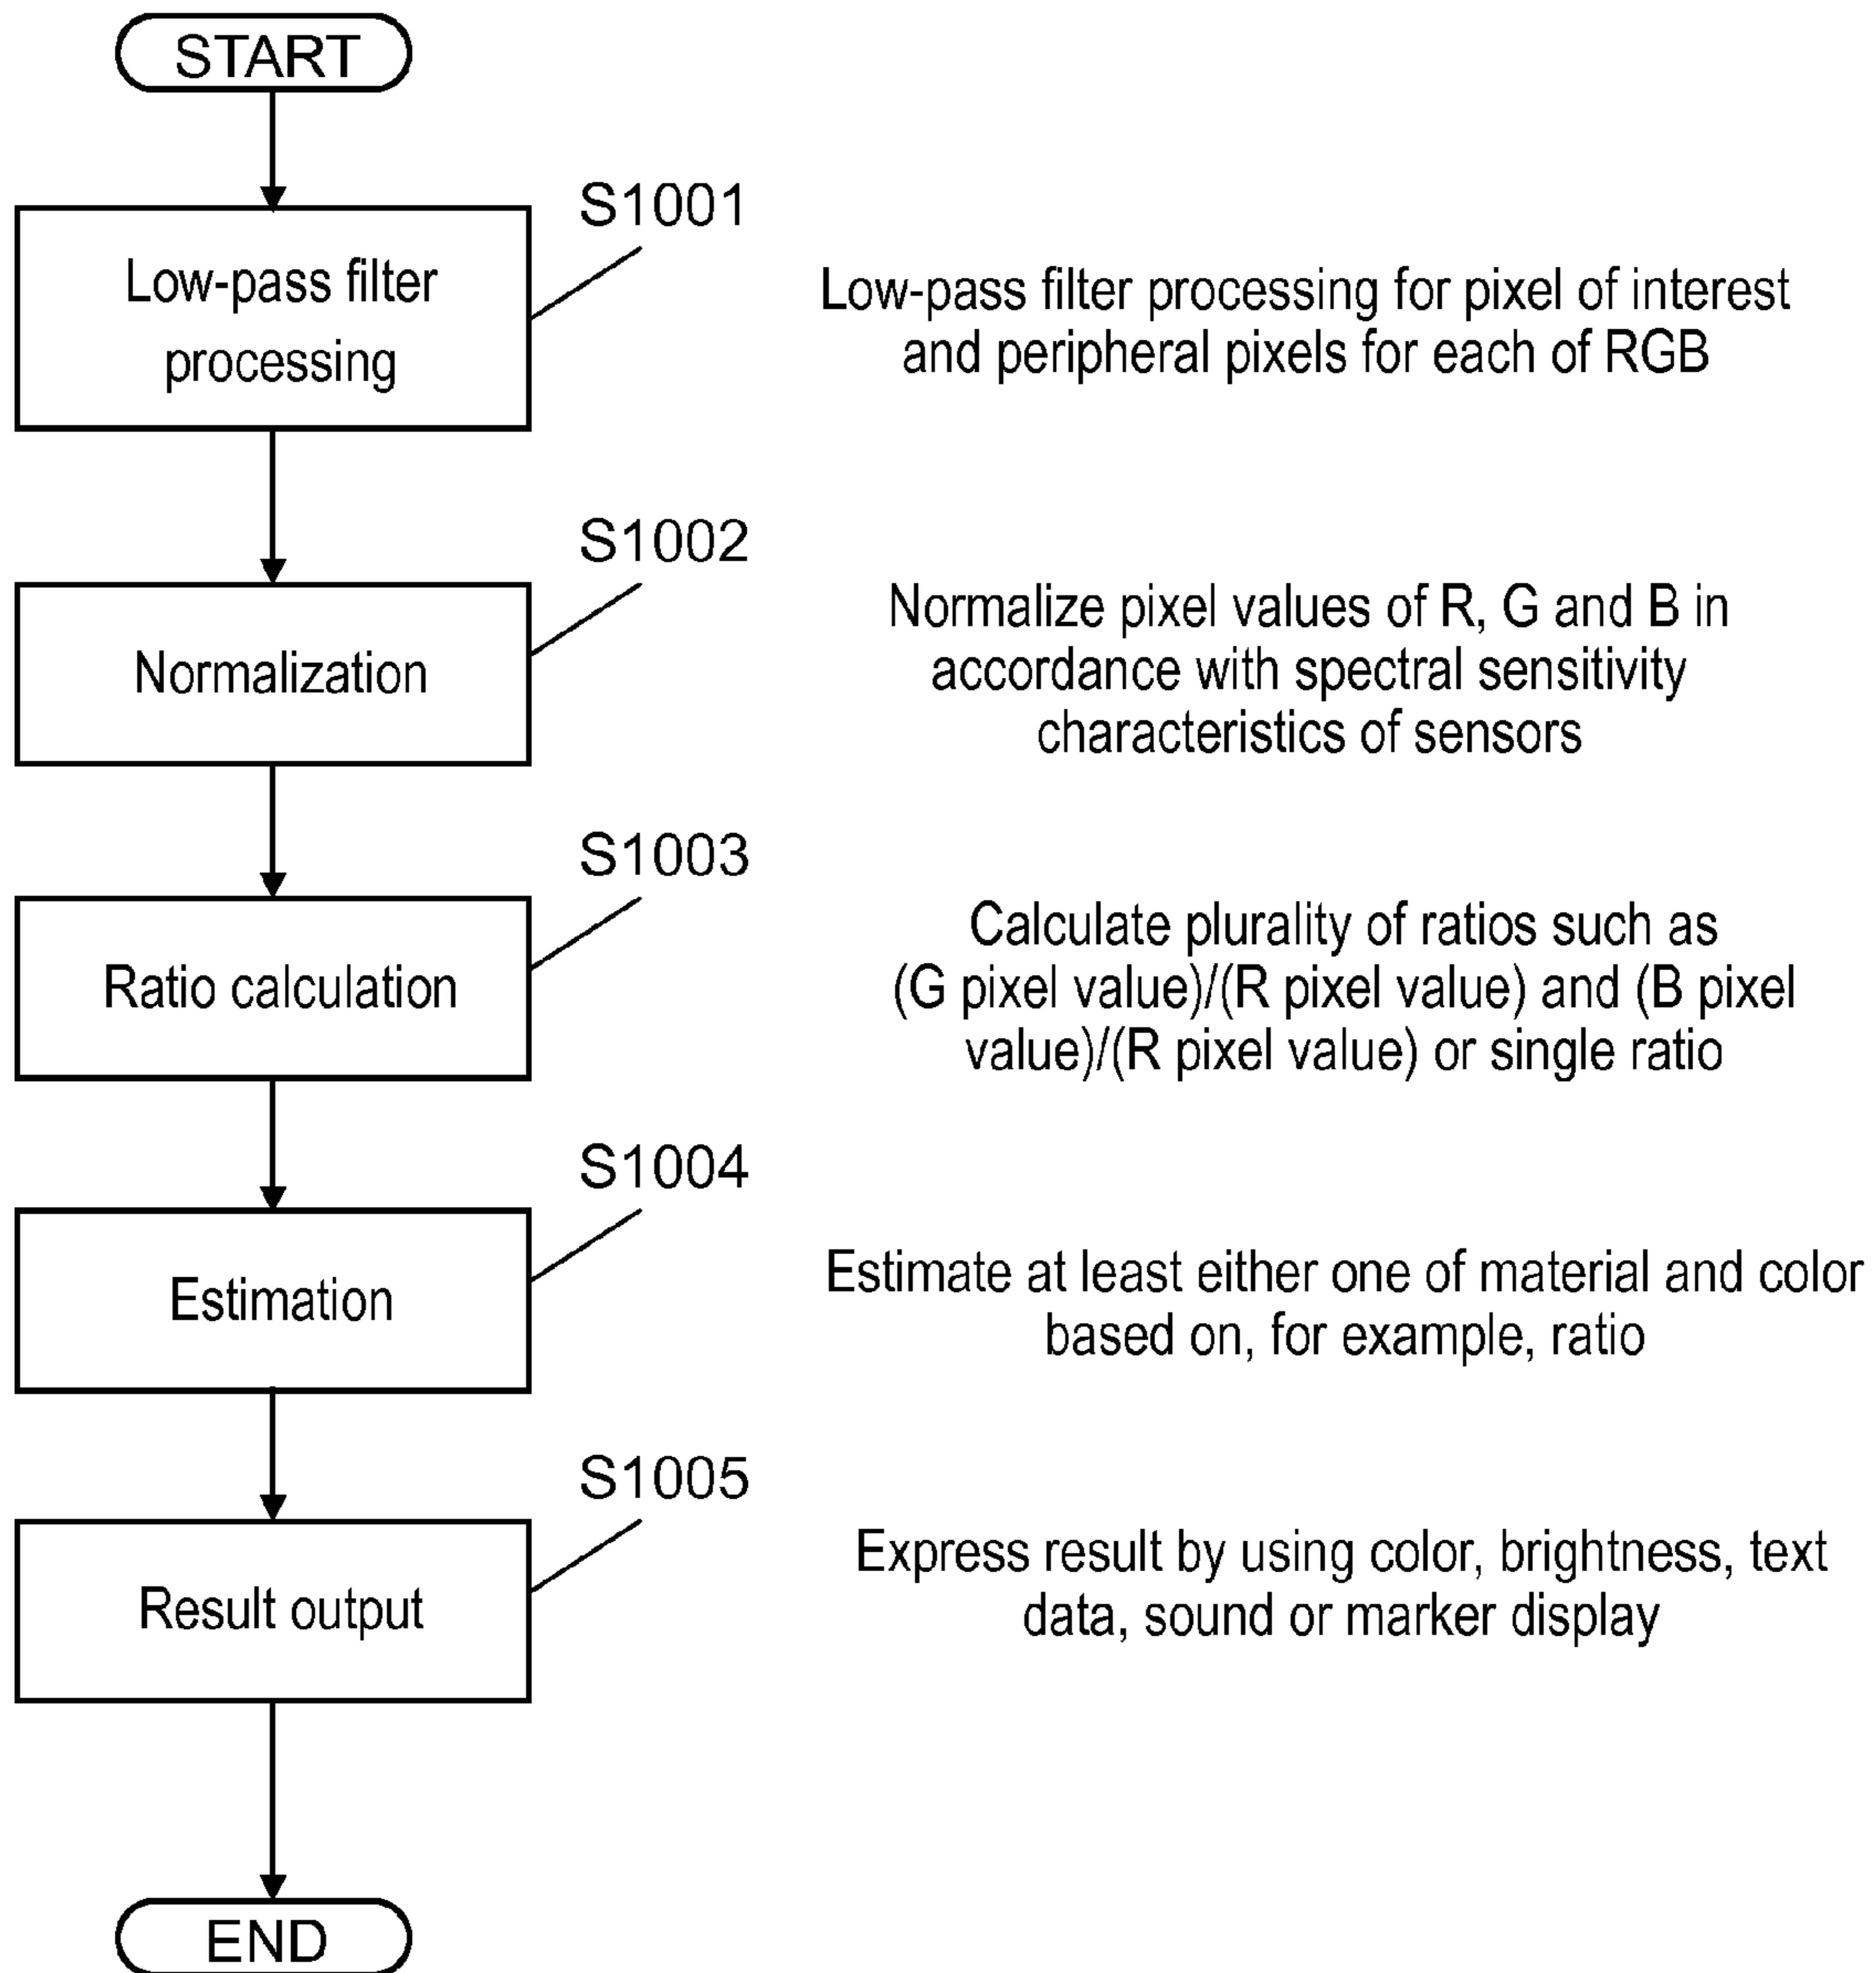 START
S1001
Low-pass filter
processing
Low-pass filter processing for pixel of interest
and peripheral pixels for each of RGB
S1002
Normalization
Normalize pixel values of R, G and B in
accordance with spectral sensitivity
characteristics of sensors
S1003
Ratio calculation
Calculate plurality of ratios such as
(G pixel value)/(R pixel value) and (B pixel
value)/(R pixel value) or single ratio
S1004
Estimation
Estimate at least either one of material and color
based on, for example, ratio
S1005
Result output
Express result by using color, brightness, text
data, sound or marker display
END